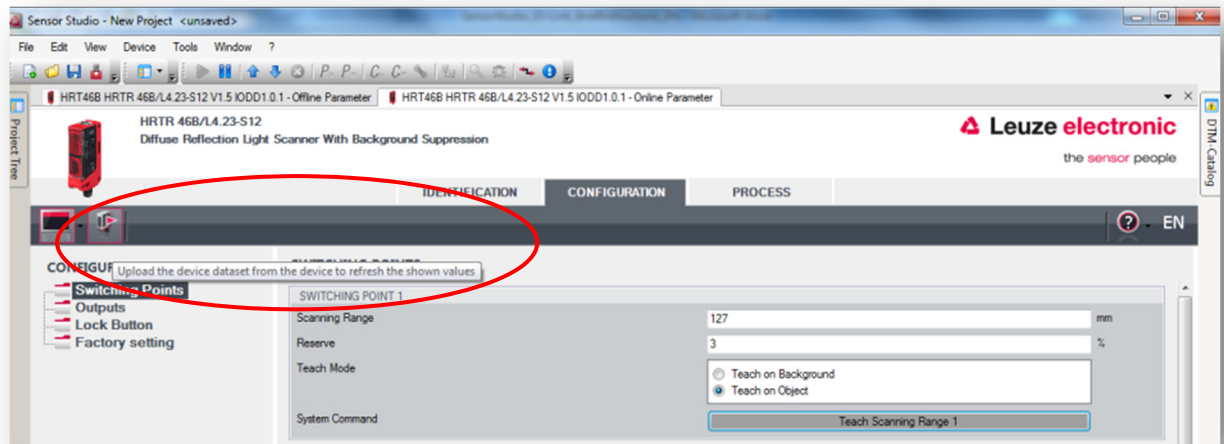 Sensor Studio - New Project <unsaved>
File Edit View Device Tools Window ?
HRT46B HRTR 46B/L4.23-S12 V1.5 IODD1.0.1 - Offline Parameter HRT46B HRTR 46B/L4.23-S12 V1.5 IODD1.0.1 - Online Parameter
Project Tree
DTM-Catalog
HRTR 46B/L4.23-S12
Diffuse Reflection Light Scanner With Background Suppression
Leuze electronic
the sensor people
IDENTIFICATION CONFIGURATION PROCESS
EN
Upload the device dataset from the device to refresh the shown values
Switching Points
Outputs
Lock Button
Factory setting
SWITCHING POINT 1
Scanning Range 127 mm
Reserve 3 %
Teach Mode
Teach on Background
Teach on Object
System Command Teach Scanning Range 1